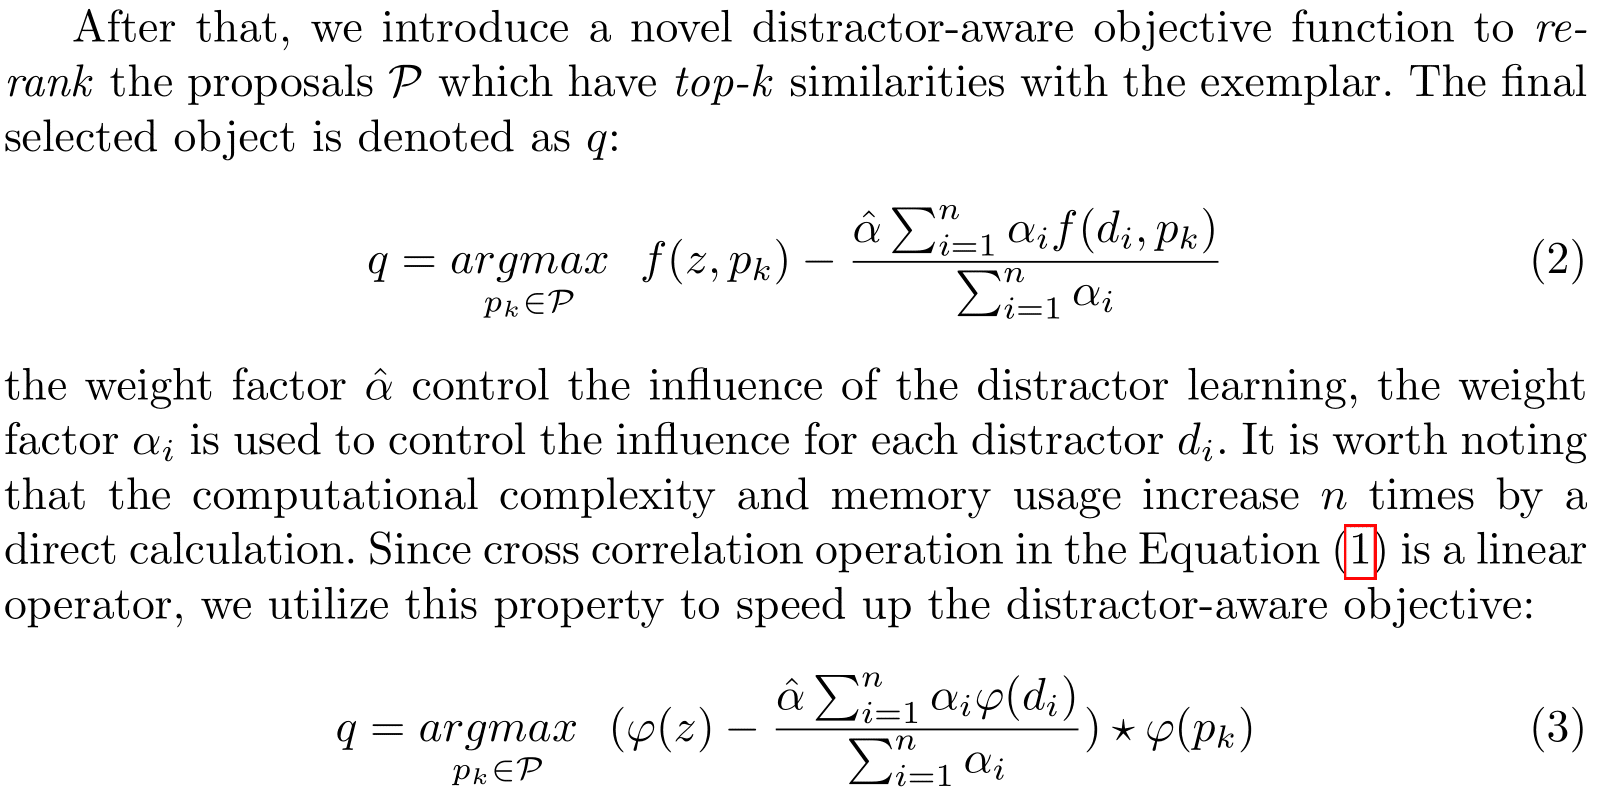 After that, we introduce a novel distractor-aware objective function to re-
rank the proposals $\mathcal{P}$ which have top-k similarities with the exemplar. The final
selected object is denoted as $q$:
$$q = \underset{p_k \in \mathcal{P}}{argmax} \;\; f(z, p_k) - \frac{\hat{\alpha} \sum_{i=1}^{n} \alpha_i f(d_i, p_k)}{\sum_{i=1}^{n} \alpha_i} \quad (2)$$
the weight factor $\hat{\alpha}$ control the influence of the distractor learning, the weight
factor $\alpha_i$ is used to control the influence for each distractor $d_i$. It is worth noting
that the computational complexity and memory usage increase $n$ times by a
direct calculation. Since cross correlation operation in the Equation (1) is a linear
operator, we utilize this property to speed up the distractor-aware objective:
$$q = \underset{p_k \in \mathcal{P}}{argmax} \;\; (\varphi(z) - \frac{\hat{\alpha} \sum_{i=1}^{n} \alpha_i \varphi(d_i)}{\sum_{i=1}^{n} \alpha_i}) \star \varphi(p_k) \quad (3)$$